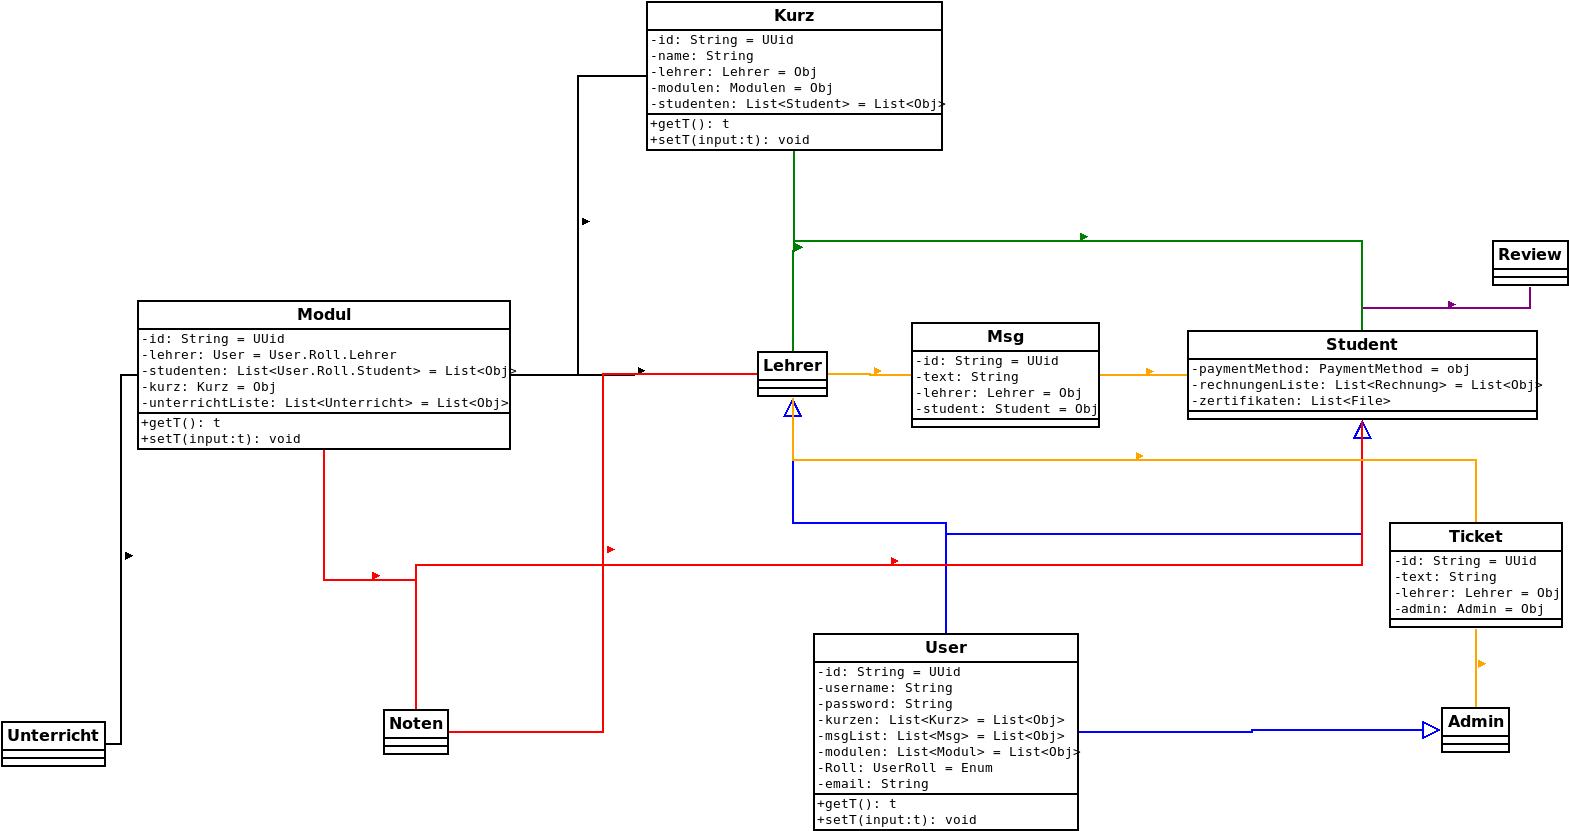 Kurz
-id: String = UUid
-name: String
-lehrer: Lehrer = Obj
-modulen: Modulen = Obj
-studenten: List<Student> = List<Obj>
+getT(): t
+setT(input:t): void
Review
Modul
-id: String = UUid
-lehrer: User = User.Roll.Lehrer
-studenten: List<User.Roll.Student> = List<Obj>
-kurz: Kurz = Obj
-unterrichtListe: List<Unterricht> = List<Obj>
+getT(): t
+setT(input:t): void
Lehrer
Msg
-id: String = UUid
-text: String
-lehrer: Lehrer = Obj
-student: Student = Obj
Student
-paymentMethod: PaymentMethod = obj
-rechnungenListe: List<Rechnung> = List<Obj>
-zertifikaten: List<File>
Ticket
-id: String = UUid
-text: String
-lehrer: Lehrer = Obj
-admin: Admin = Obj
User
-id: String = UUid
-username: String
-password: String
-kurzen: List<Kurz> = List<Obj>
-msgList: List<Msg> = List<Obj>
-modulen: List<Modul> = List<Obj>
-Roll: UserRoll = Enum
-email: String
+getT(): t
+setT(input:t): void
Unterricht
Noten
Admin